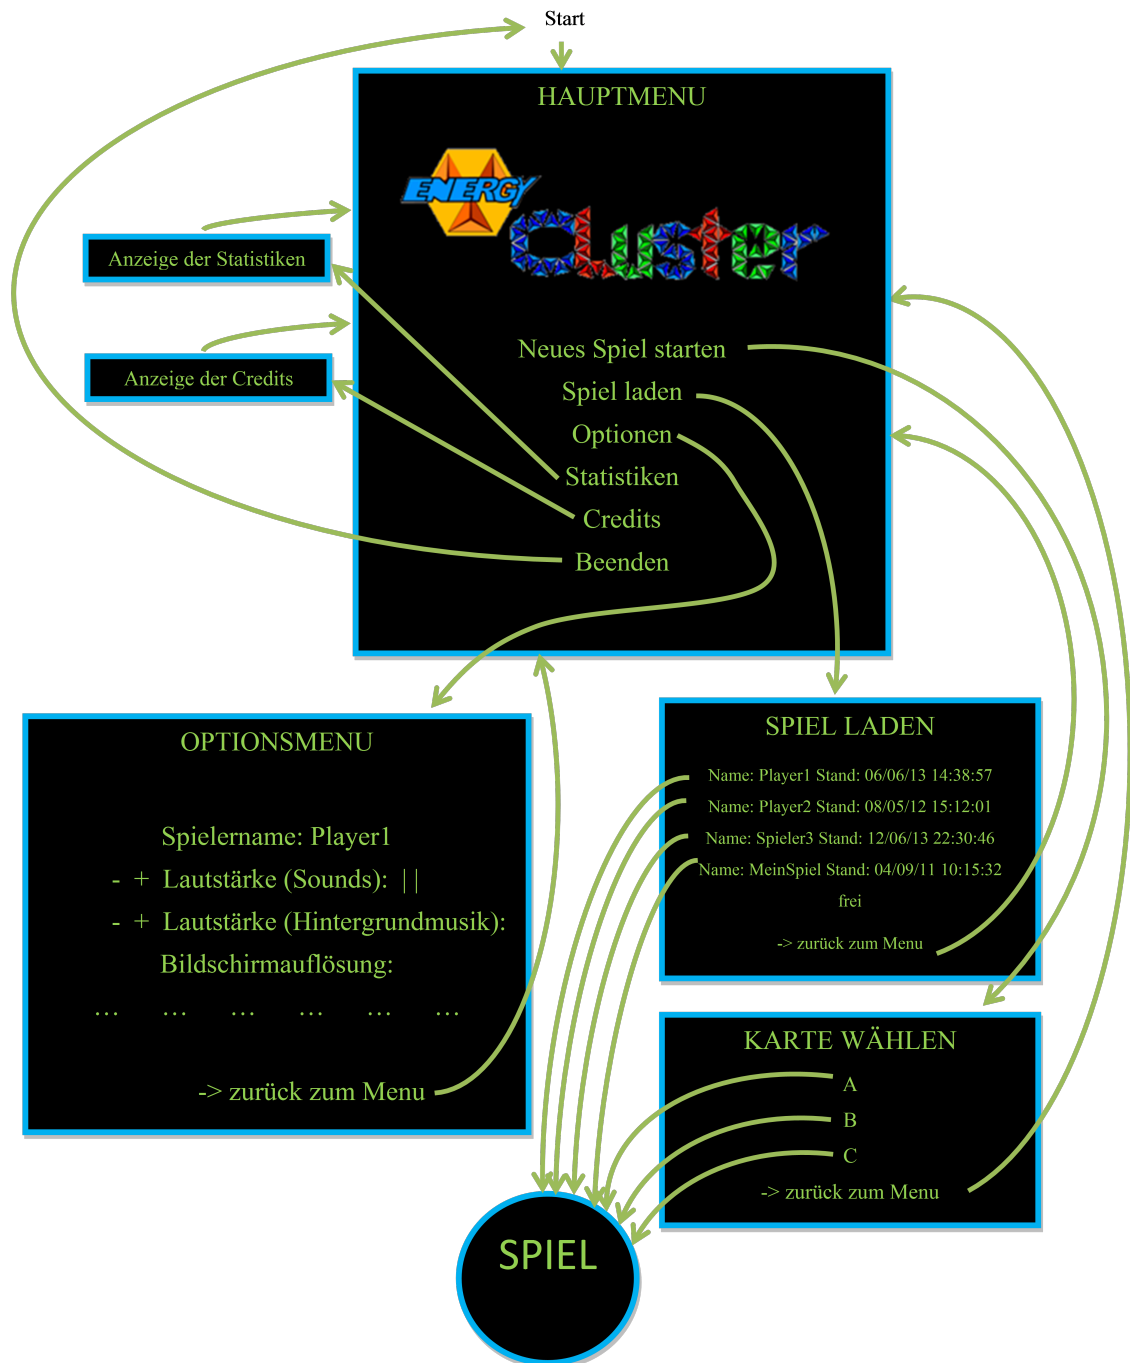 Start
HAUPTMENU
ENERGY
Cluster
Anzeige der Statistiken
Anzeige der Credits
Neues Spiel starten
Spiel laden
Optionen
Statistiken
Credits
Beenden
OPTIONSMENU
Spielername: Player1
- + Lautstärke (Sounds): ||
- + Lautstärke (Hintergrundmusik):
Bildschirmauflösung:
... ... ... ... ... ...
-> zurück zum Menu
SPIEL LADEN
Name: Player1 Stand: 06/06/13 14:38:57
Name: Player2 Stand: 08/05/12 15:12:01
Name: Spieler3 Stand: 12/06/13 22:30:46
Name: MeinSpiel Stand: 04/09/11 10:15:32
frei
-> zurück zum Menu
KARTE WÄHLEN
A
B
C
-> zurück zum Menu
SPIEL